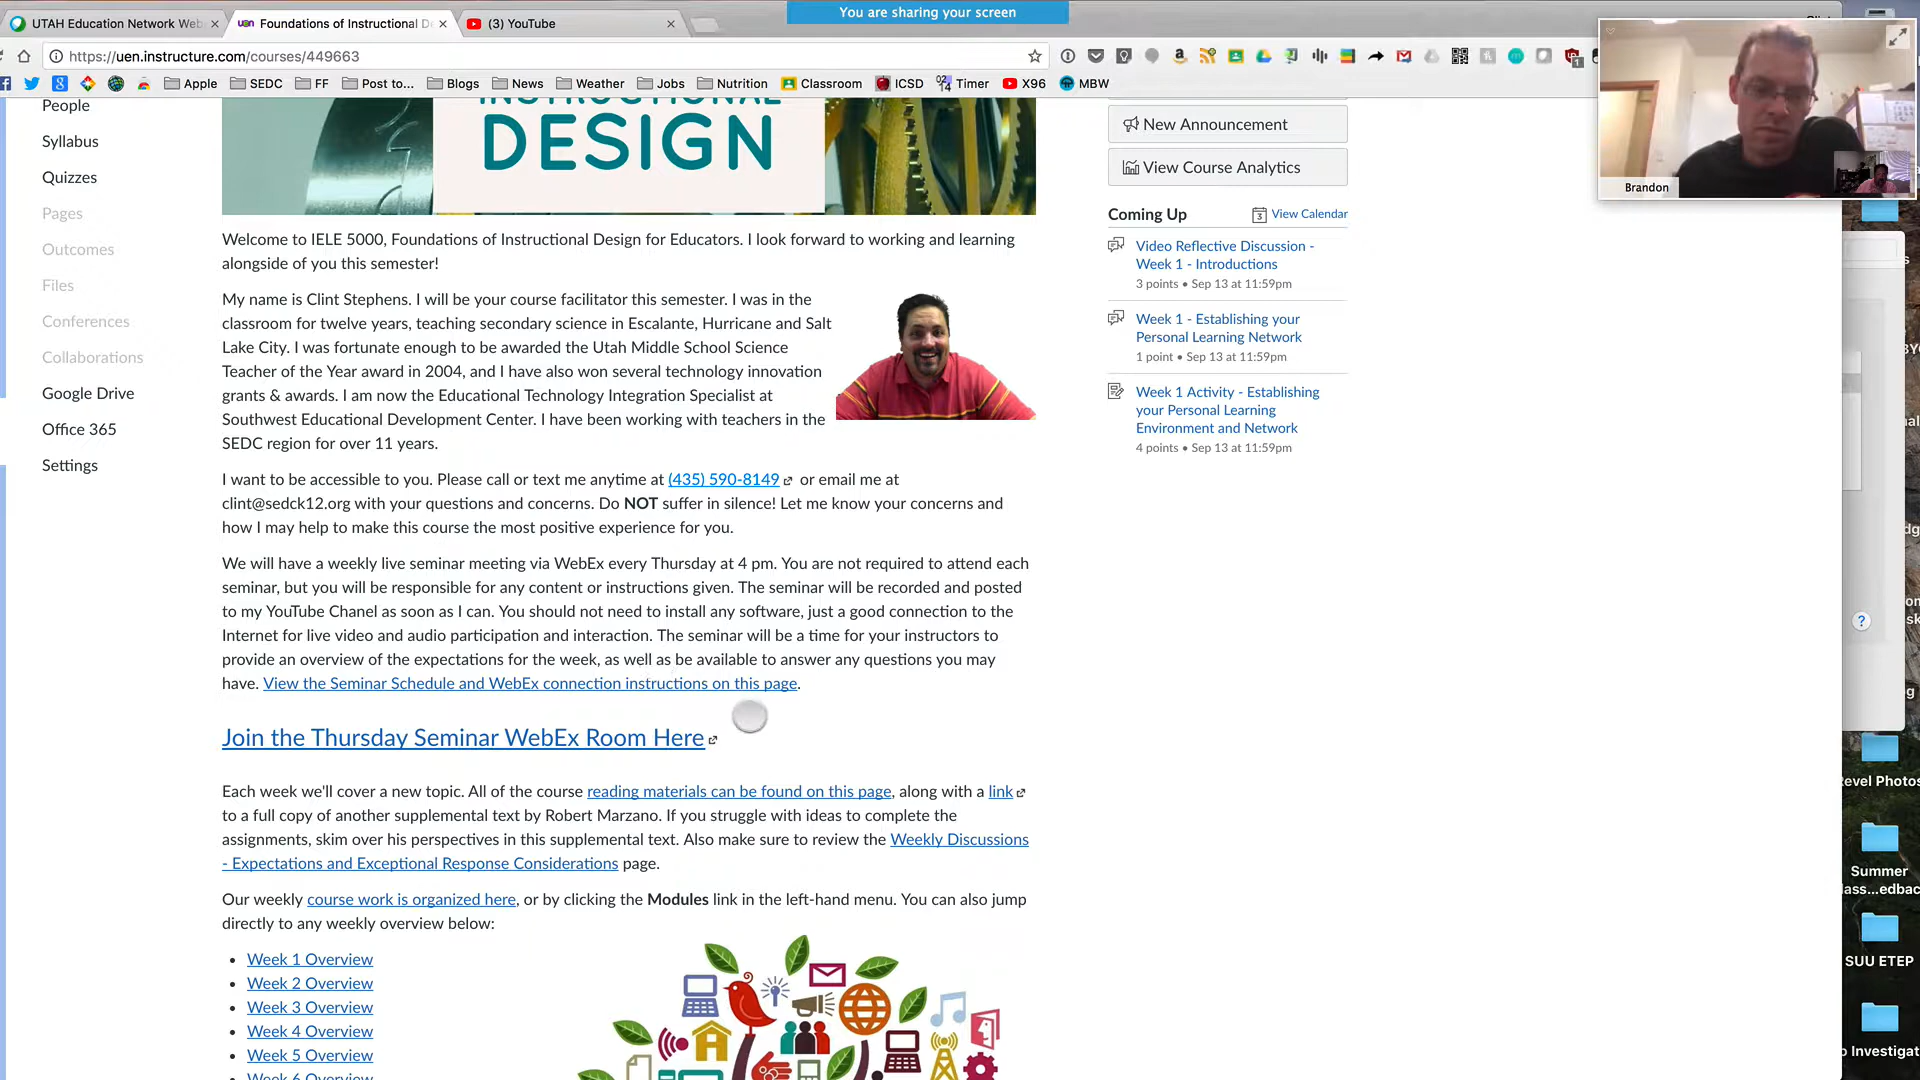 You are sharing your screen
UTAH Education Network Web
Foundations of Instructional D
(3) YouTube
https://uen.instructure.com/courses/449663
Apple
SEDC
FF
Post to...
Blogs
News
Weather
Jobs
Nutrition
Classroom
ICSD
Timer
X96
MBW
Brandon
People
Syllabus
Quizzes
Pages
Outcomes
Files
Conferences
Collaborations
Google Drive
Office 365
Settings
INSTRUCTIONAL
DESIGN
Welcome to IELE 5000, Foundations of Instructional Design for Educators. I look forward to working and learning
alongside of you this semester!
My name is Clint Stephens. I will be your course facilitator this semester. I was in the
classroom for twelve years, teaching secondary science in Escalante, Hurricane and Salt
Lake City. I was fortunate enough to be awarded the Utah Middle School Science
Teacher of the Year award in 2004, and I have also won several technology innovation
grants & awards. I am now the Educational Technology Integration Specialist at
Southwest Educational Development Center. I have been working with teachers in the
SEDC region for over 11 years.
I want to be accessible to you. Please call or text me anytime at (435) 590-8149 or email me at
clint@sedck12.org with your questions and concerns. Do NOT suffer in silence! Let me know your concerns and
how I may help to make this course the most positive experience for you.
We will have a weekly live seminar meeting via WebEx every Thursday at 4 pm. You are not required to attend each
seminar, but you will be responsible for any content or instructions given. The seminar will be recorded and posted
to my YouTube Chanel as soon as I can. You should not need to install any software, just a good connection to the
Internet for live video and audio participation and interaction. The seminar will be a time for your instructors to
provide an overview of the expectations for the week, as well as be available to answer any questions you may
have. View the Seminar Schedule and WebEx connection instructions on this page.
Join the Thursday Seminar WebEx Room Here
Each week we'll cover a new topic. All of the course reading materials can be found on this page, along with a link
to a full copy of another supplemental text by Robert Marzano. If you struggle with ideas to complete the
assignments, skim over his perspectives in this supplemental text. Also make sure to review the Weekly Discussions
- Expectations and Exceptional Response Considerations page.
Our weekly course work is organized here, or by clicking the Modules link in the left-hand menu. You can also jump
directly to any weekly overview below:
Week 1 Overview
Week 2 Overview
Week 3 Overview
Week 4 Overview
Week 5 Overview
Week 6 Overview
New Announcement
View Course Analytics
Coming Up
3 View Calendar
Video Reflective Discussion -
Week 1 - Introductions
3 points • Sep 13 at 11:59pm
Week 1 - Establishing your
Personal Learning Network
1 point • Sep 13 at 11:59pm
Week 1 Activity - Establishing
your Personal Learning
Environment and Network
4 points • Sep 13 at 11:59pm
?
Revel Photos
Summer
ass...edbac
SUU ETEP
Investigat